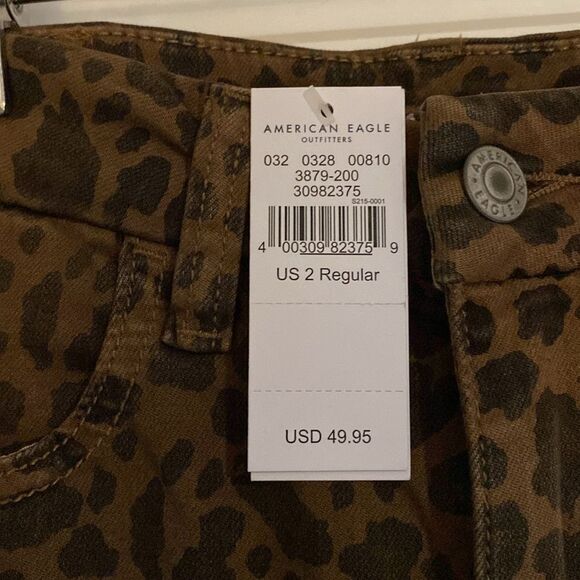 AMERICAN EAGLE
OUTFITTERS
032 0328 00810
3879-200
30982375
S215-0001
4 00309 82375 9
US 2 Regular
USD 49.95
AMERICAN
EAGLE